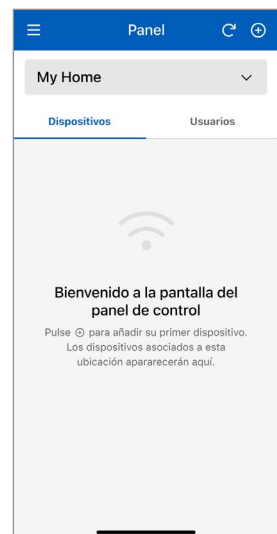 Panel
My Home
Dispositivos Usuarios
Bienvenido a la pantalla del
panel de control
Pulse ⊕ para añadir su primer dispositivo.
Los dispositivos asociados a esta
ubicación apararecerán aquí.